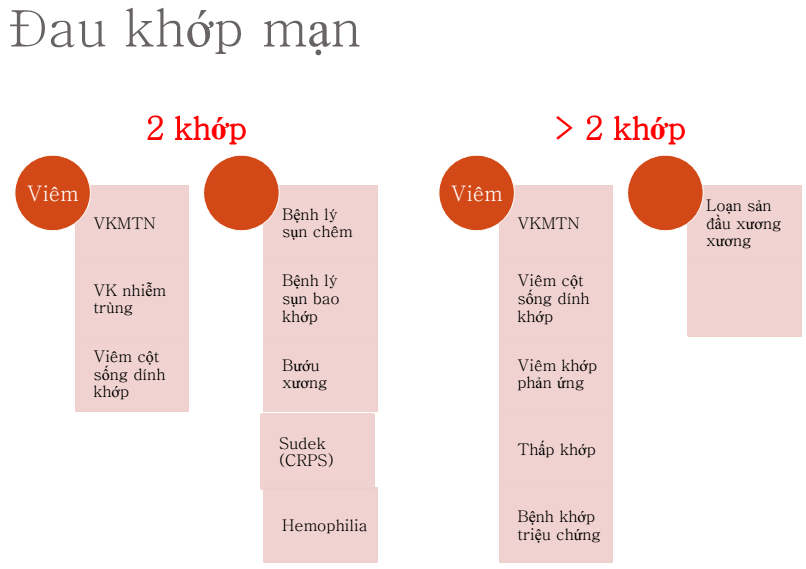 Đau khớp mạn
2 khớp
Viêm
VKMTN
VK nhiễm
trùng
Viêm cột
sống dính
khớp
Bệnh lý
sụn chêm
Bệnh lý
sụn bao
khớp
Bướu
xương
Sudek
(CRPS)
Hemophilia
> 2 khớp
Viêm
VKMTN
Viêm cột
sống dính
khớp
Viêm khớp
phản ứng
Thấp khớp
Bệnh khớp
triệu chứng
Loạn sản
đầu xương
xương